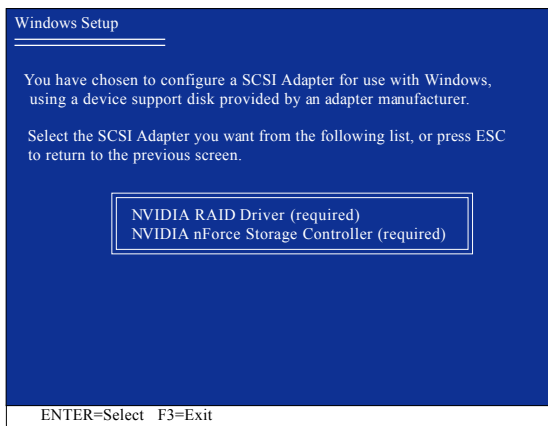 Windows Setup
You have chosen to configure a SCSI Adapter for use with Windows,
using a device support disk provided by an adapter manufacturer.
Select the SCSI Adapter you want from the following list, or press ESC
to return to the previous screen.
NVIDIA RAID Driver (required)
NVIDIA nForce Storage Controller (required)
ENTER=Select F3=Exit